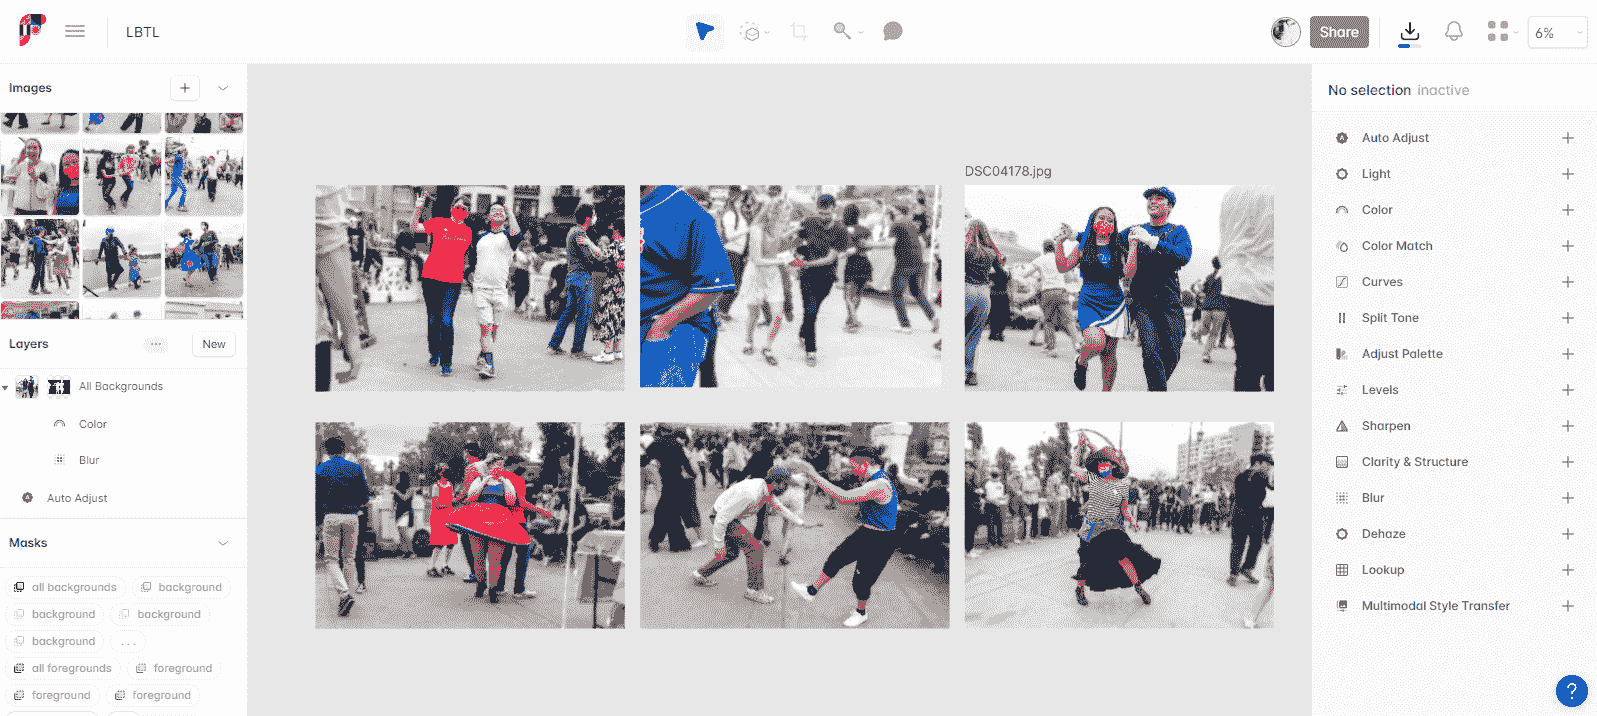 LBTL
Share
6%
Images
Layers
New
All Backgrounds
Color
Blur
Auto Adjust
Masks
all backgrounds background
background background
background ...
all foregrounds foreground
foreground foreground
DSC04178.jpg
No selection inactive
Auto Adjust
Light
Color
Color Match
Curves
Split Tone
Adjust Palette
Levels
Sharpen
Clarity & Structure
Blur
Dehaze
Lookup
Multimodal Style Transfer
?